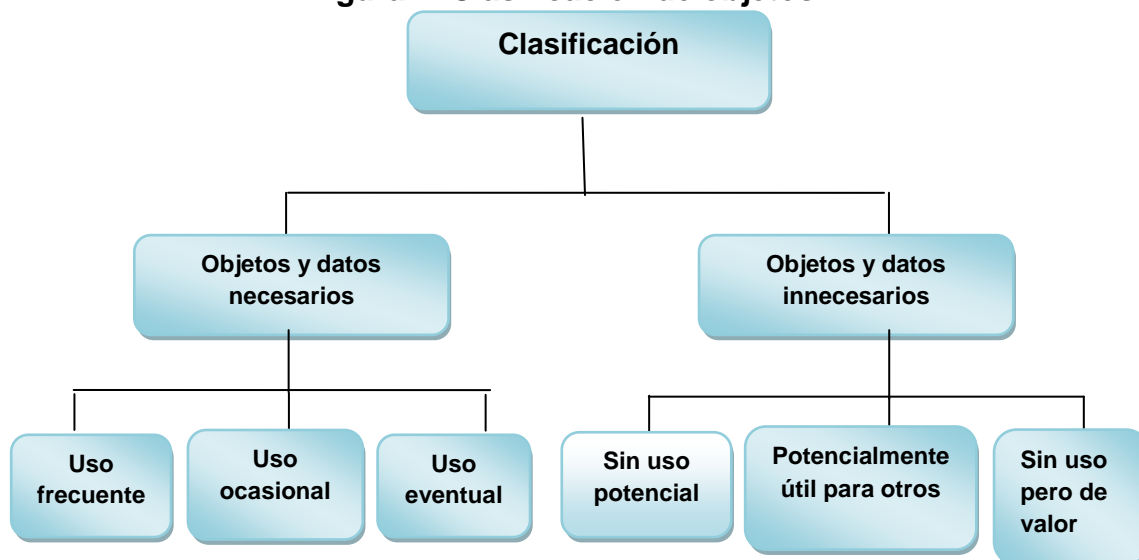 Clasificación
Objetos y datos
necesarios
Objetos y datos
innecesarios
Uso
frecuente
Uso
ocasional
Uso
eventual
Sin uso
potencial
Potencialmente
útil para otros
Sin uso
pero de
valor